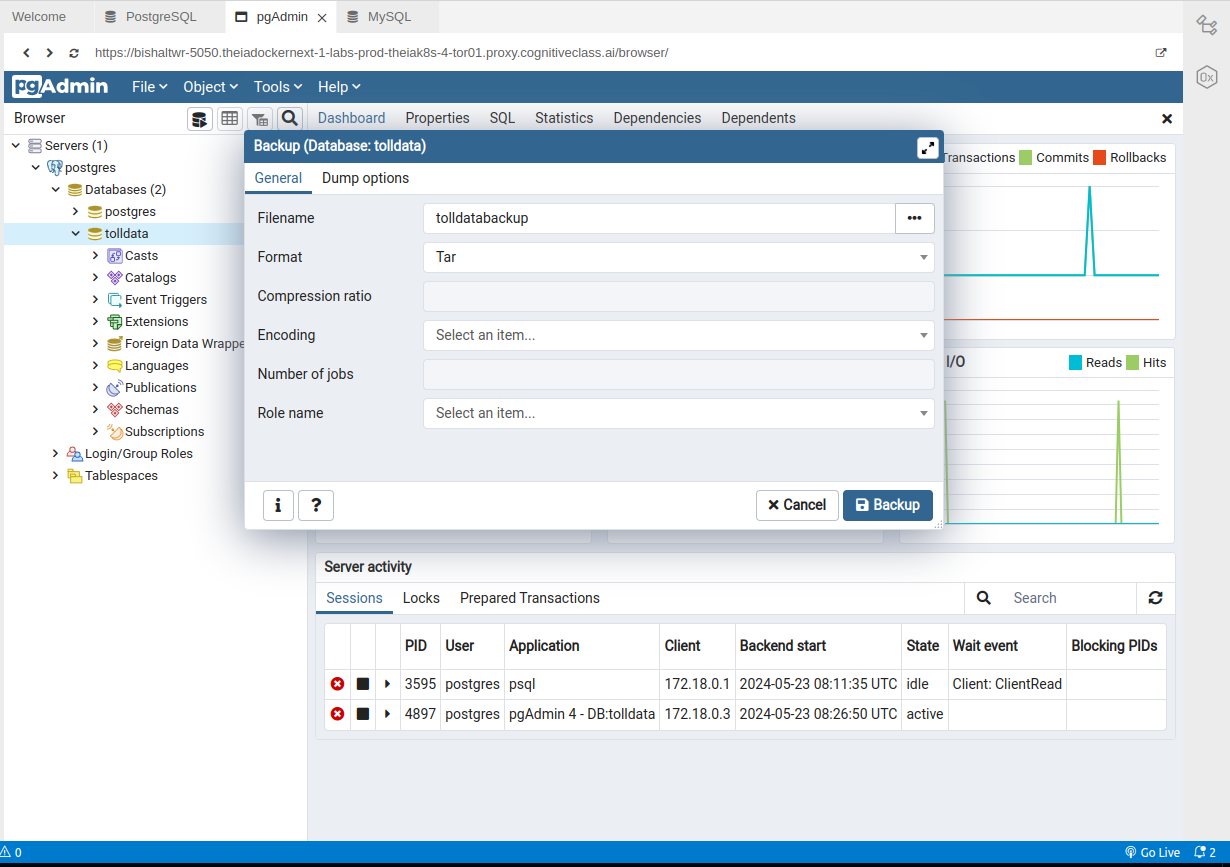 Welcome
PostgreSQL
pgAdmin
MySQL
https://bishaltwr-5050.theiadockernext-1-labs-prod-theiak8s-4-tor01.proxy.cognitiveclass.ai/browser/
pgAdmin File Object Tools Help
Browser
Dashboard Properties SQL Statistics Dependencies Dependents
Servers (1)
postgres
Databases (2)
postgres
tolldata
Casts
Catalogs
Event Triggers
Extensions
Foreign Data Wrappe
Languages
Publications
Schemas
Subscriptions
Login/Group Roles
Tablespaces
Backup (Database: tolldata)
General Dump options
Filename tolldatabackup
Format Tar
Compression ratio
Encoding Select an item...
Number of jobs
Role name Select an item...
i ? Cancel Backup
Transactions Commits Rollbacks
I/O Reads Hits
Server activity
Sessions Locks Prepared Transactions Search
PID User Application Client Backend start State Wait event Blocking PIDs
3595 postgres psql 172.18.0.1 2024-05-23 08:11:35 UTC idle Client: ClientRead
4897 postgres pgAdmin 4 - DB:tolldata 172.18.0.3 2024-05-23 08:26:50 UTC active
0 Go Live 2